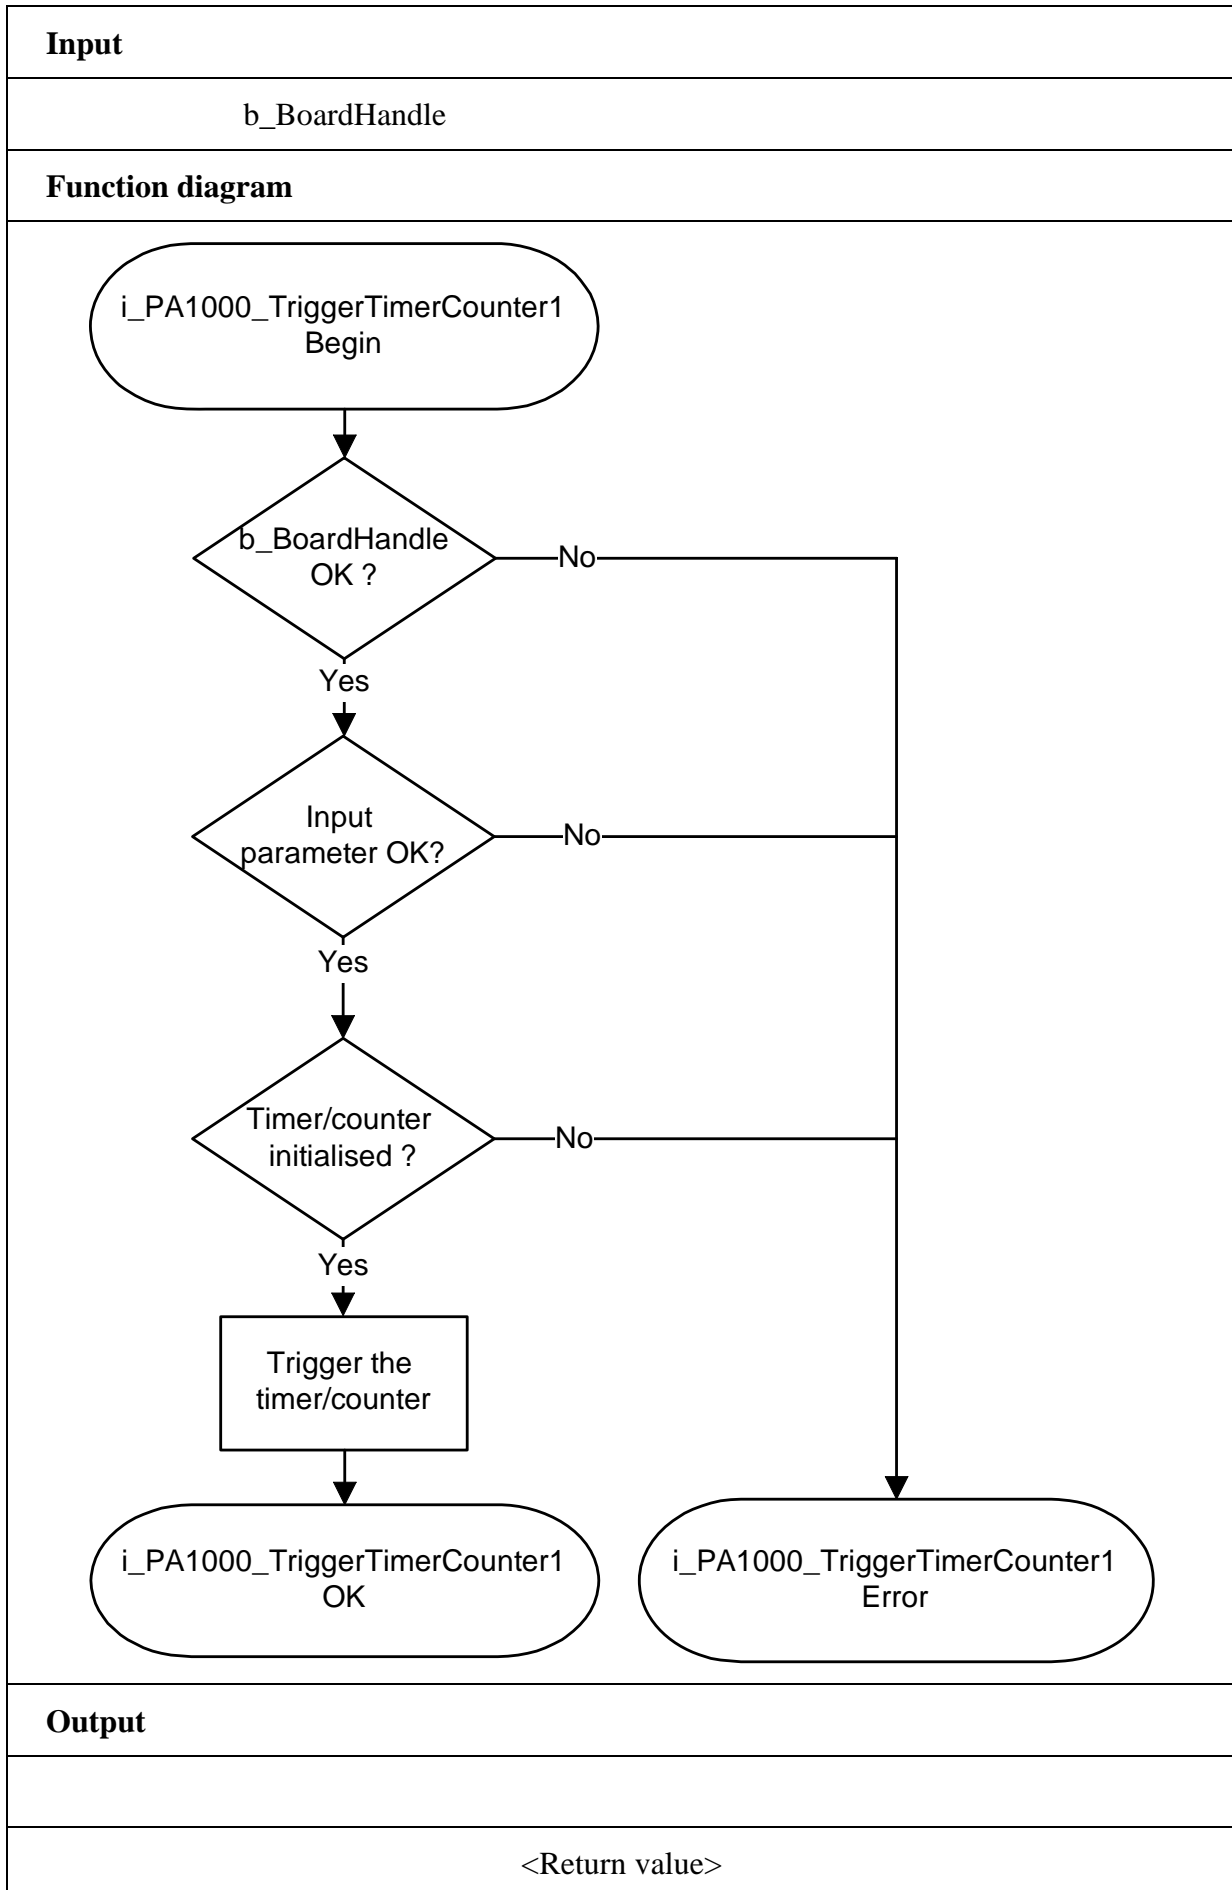 Input
b_BoardHandle
Function diagram
i_PA1000_TriggerTimerCounter1
Begin
b_BoardHandle
OK ?
No
Yes
Input
parameter OK?
No
Yes
Timer/counter
initialised ?
No
Yes
Trigger the
timer/counter
i_PA1000_TriggerTimerCounter1
OK
i_PA1000_TriggerTimerCounter1
Error
Output
<Return value>